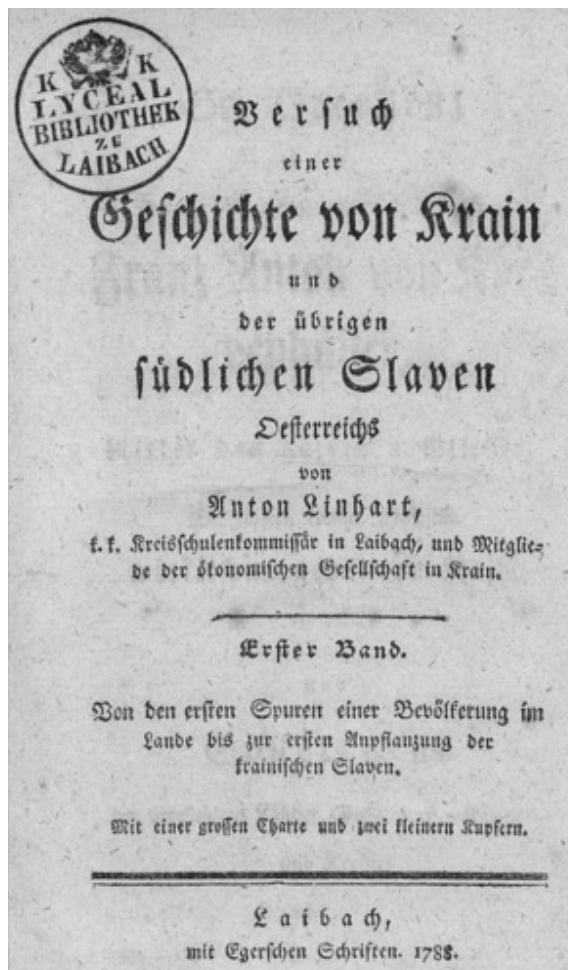 K K
LYCEAL
BIBLIOTHEK
ZU
LAIBACH
Versuch
einer
Geschichte von Krain
und
der übrigen
südlichen Slaven
Oesterreichs
von
Anton Linhart,
k. k. Kreisschulenkommissär in Laibach, und Mitglie-
de der ökonomischen Gesellschaft in Krain.
Erster Band.
Von den ersten Spuren einer Bevölkerung im
Lande bis zur ersten Anpflanzung der
krainischen Slaven.
Mit einer grossen Charte und zwei kleinern Kupfern.
Laibach,
mit Egerschen Schriften. 1788.